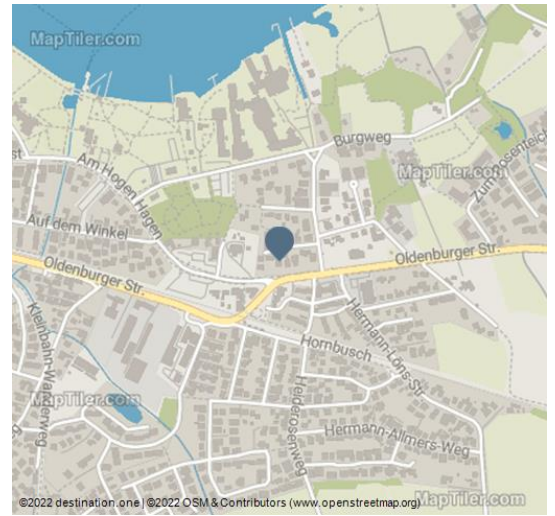 MapTiler.com
Burgweg
MapTiler.com
Am Hogen Hagen
Zum Rosenteich
Auf dem Winkel
Oldenburger Str.
Oldenburger Str.
Kleinbahn-Wanderweg
Hornbusch
Hermann-Löns-Str.
Heiderosenweg
MapTiler.com
Hermann-Allmers-Weg
©2022 destination.one | ©2022 OSM & Contributors (www.openstreetmap.org)
MapTiler.com